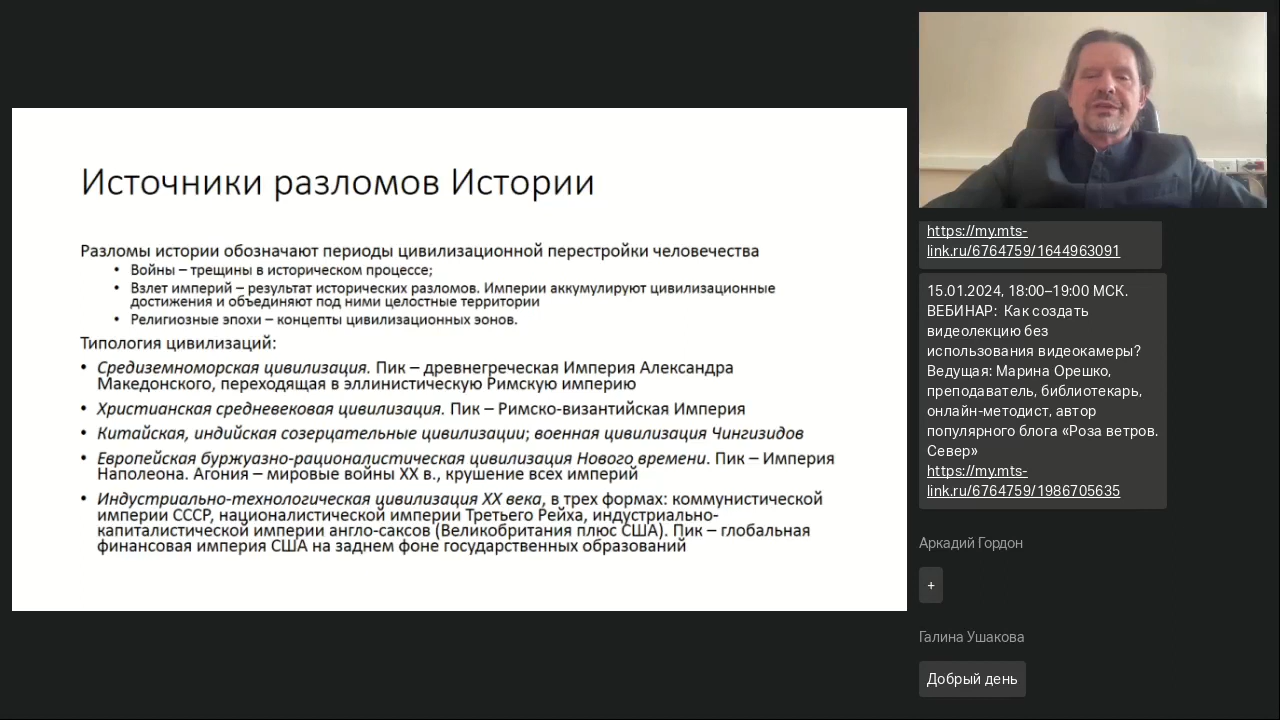 Источники разломов Истории
Разломы истории обозначают периоды цивилизационной перестройки человечества
• Войны – трещины в историческом процессе;
• Взлет империй – результат исторических разломов. Империи аккумулируют цивилизационные
достижения и объединяют под ними целостные территории
• Религиозные эпохи – концепты цивилизационных эонов.
Типология цивилизаций:
• Средиземноморская цивилизация. Пик – древнегреческая Империя Александра
Македонского, переходящая в эллинистическую Римскую империю
• Христианская средневековая цивилизация. Пик – Римско-византийская Империя
• Китайская, индийская созерцательные цивилизации; военная цивилизация Чингизидов
• Европейская буржуазно-рационалистическая цивилизация Нового времени. Пик – Империя
Наполеона. Агония – мировые войны XX в., крушение всех империй
• Индустриально-технологическая цивилизация XX века, в трех формах: коммунистической
империи СССР, националистической империи Третьего Рейха, индустриально-
капиталистической империи англо-саксов (Великобритания плюс США). Пик – глобальная
финансовая империя США на заднем фоне государственных образований
https://my.mts-
link.ru/6764759/1644963091
15.01.2024, 18:00–19:00 МСК.
ВЕБИНАР: Как создать
видеолекцию без
использования видеокамеры?
Ведущая: Марина Орешко,
преподаватель, библиотекарь,
онлайн-методист, автор
популярного блога «Роза ветров.
Север»
https://my.mts-
link.ru/6764759/1986705635
Аркадий Гордон
+
Галина Ушакова
Добрый день